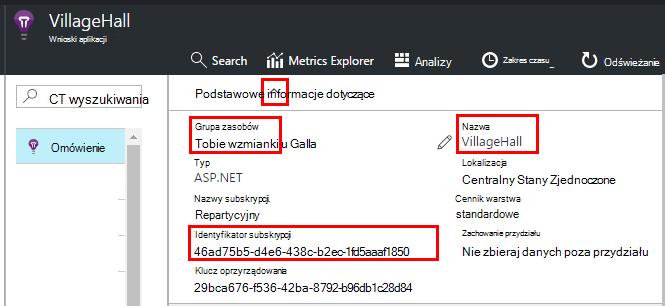 VillageHall
Wnioski aplikacji
Search
Metrics Explorer
Analizy
Zakres czasu_
Odświeżanie
CT wyszukiwania
Omówienie
Podstawowe informacje dotyczące
Grupa zasobów
Tobie wzmianki u Galla
Typ
ASP.NET
Nazwy subskrypcji.
Repartycyjny
Identyfikator subskrypcji
46ad75b5-d4e6-438c-b2ec-1fd5aaaf1850
Klucz oprzyrządowania
29bca676-f536-42ba-8792-b96db1c28d84
Nazwa
VillageHall
Lokalizacja
Centralny Stany Zjednoczone
Cennik warstwa
standardowe
Zachowanie przydziału
Nie zbieraj danych poza przydziału